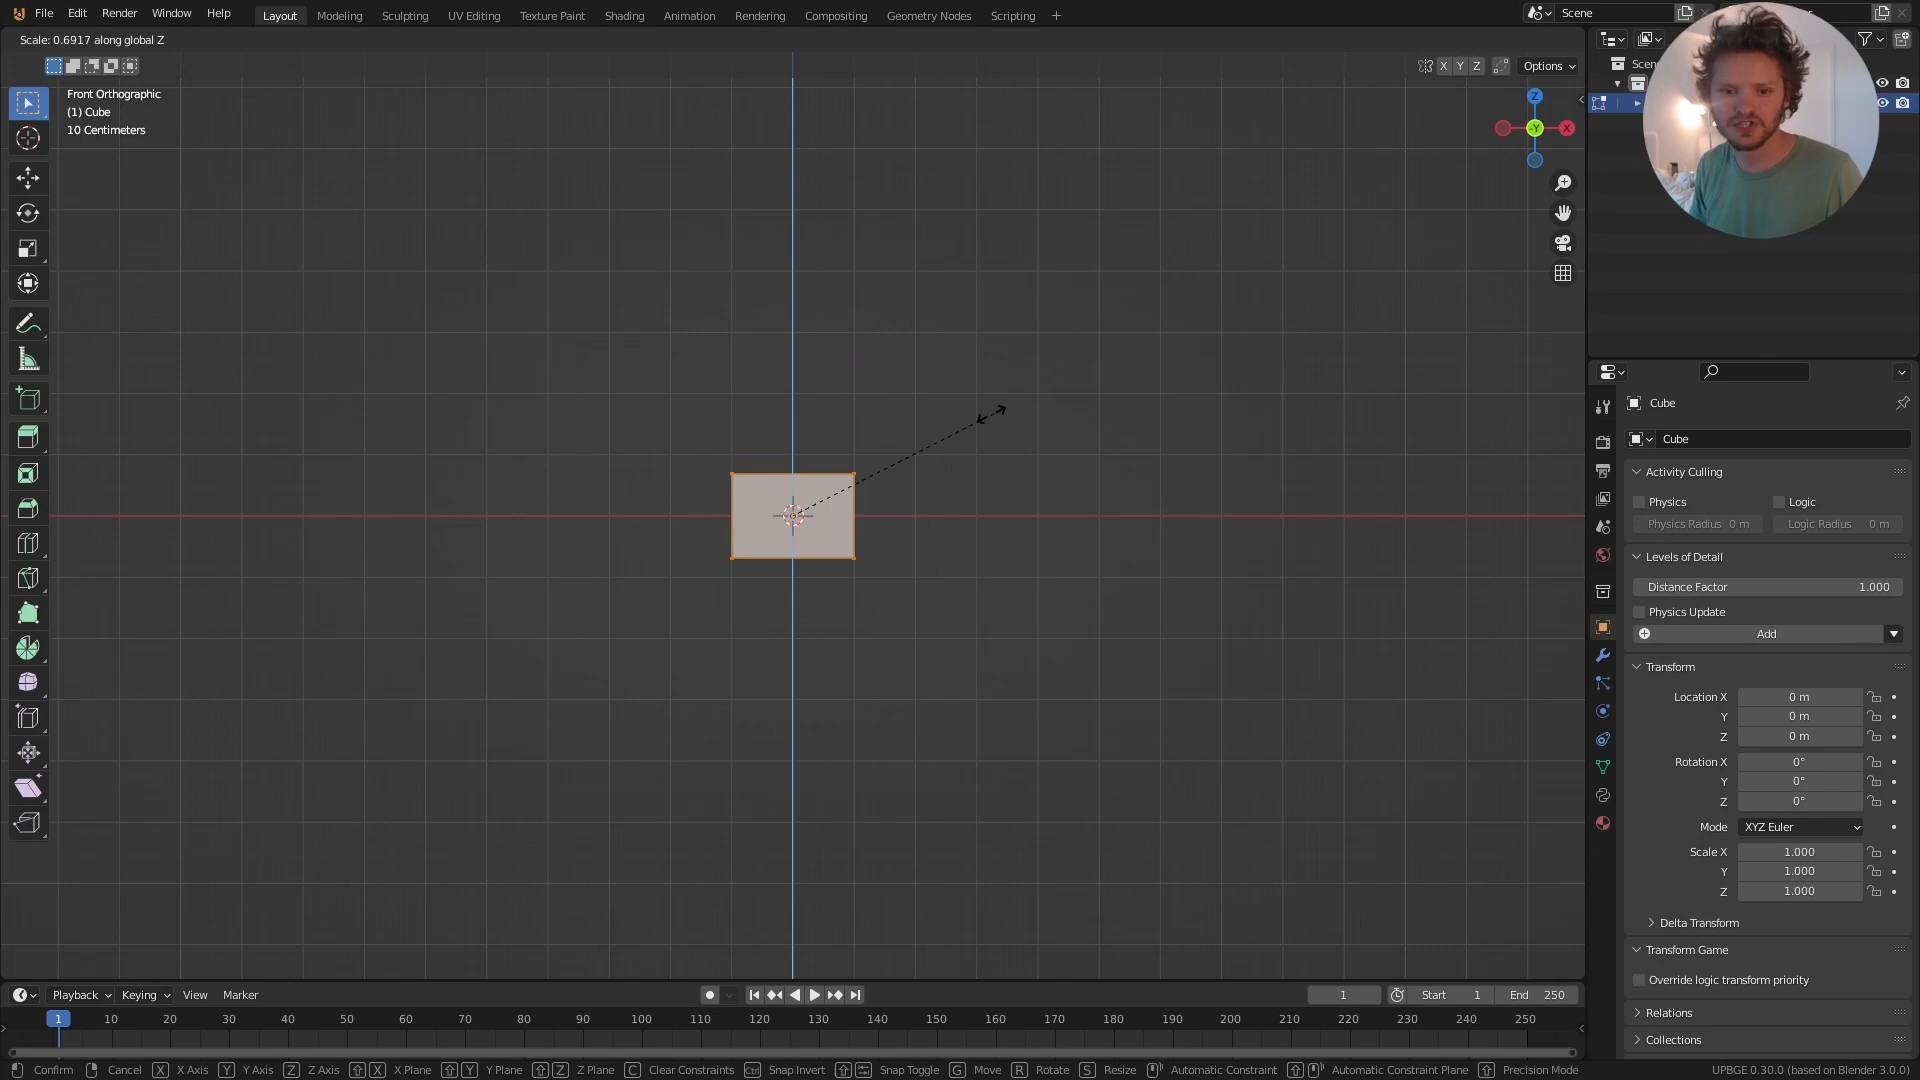 File Edit Render Window Help Layout Modeling Sculpting UV Editing Texture Paint Shading Animation Rendering Compositing Geometry Nodes Scripting + Scene
Scale: 0.6917 along global Z
X Y Z Options
Front Orthographic
(1) Cube
10 Centimeters
Z
-Y X
Cube
Cube
Activity Culling
Physics Logic
Physics Radius 0 m Logic Radius 0 m
Levels of Detail
Distance Factor 1.000
Physics Update
Add
Transform
Location X 0 m
Y 0 m
Z 0 m
Rotation X 0°
Y 0°
Z 0°
Mode XYZ Euler
Scale X 1.000
Y 1.000
Z 1.000
Delta Transform
Transform Game
Override logic transform priority
Relations
Collections
Playback Keying View Marker 1 Start 1 End 250
1 10 20 30 40 50 60 70 80 90 100 110 120 130 140 150 160 170 180 190 200 210 220 230 240 250
Confirm Cancel X X Axis Y Y Axis Z Z Axis X X Plane Y Y Plane Z Z Plane C Clear Constraints Ctrl Snap Invert Snap Toggle G Move R Rotate S Resize Automatic Constraint Automatic Constraint Plane Precision Mode UPBGE 0.30.0 (based on Blender 3.0.0)